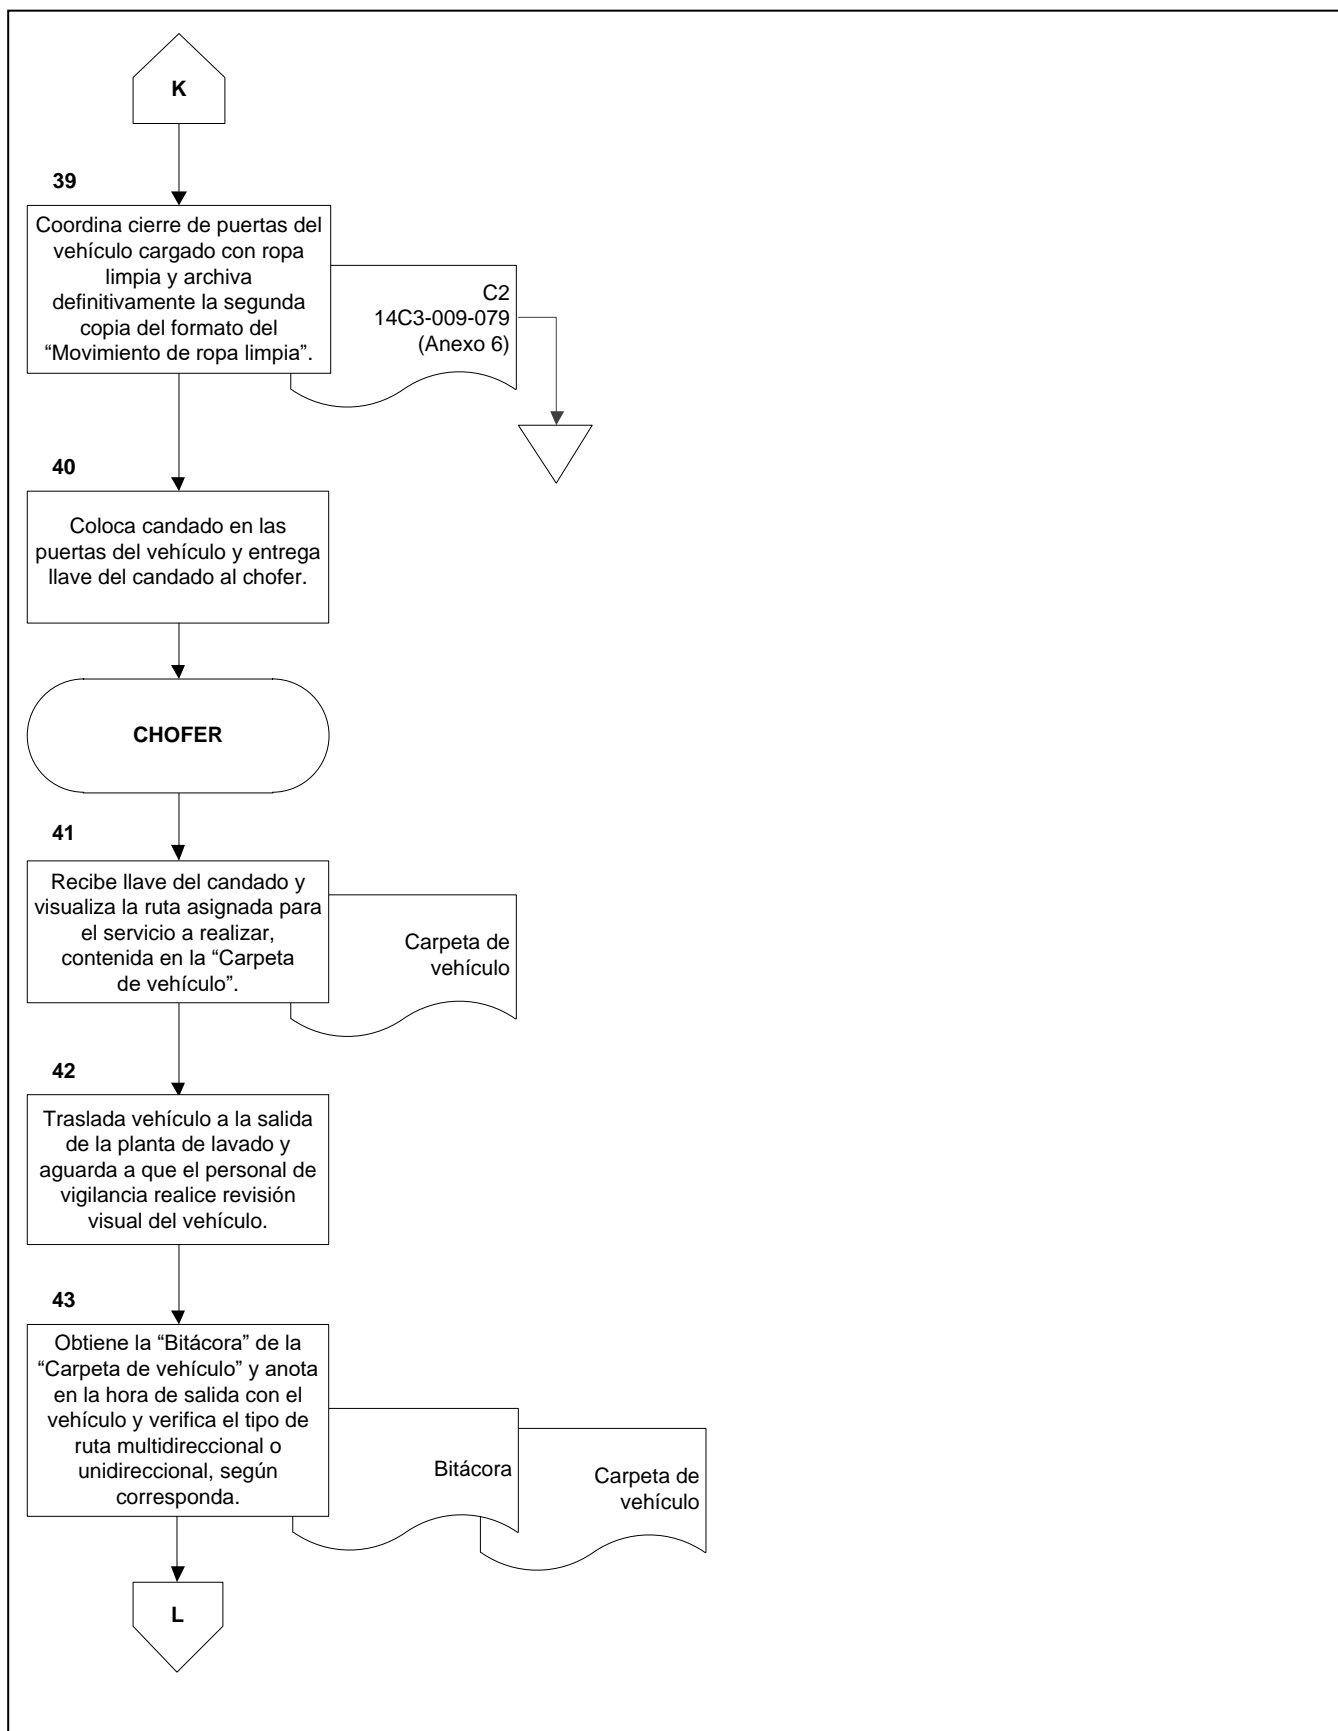 K
39
Coordina cierre de puertas del
vehículo cargado con ropa
limpia y archiva
definitivamente la segunda
copia del formato del
“Movimiento de ropa limpia”.
C2
14C3-009-079
(Anexo 6)
40
Coloca candado en las
puertas del vehículo y entrega
llave del candado al chofer.
CHOFER
41
Recibe llave del candado y
visualiza la ruta asignada para
el servicio a realizar,
contenida en la “Carpeta
de vehículo”.
Carpeta de
vehículo
42
Traslada vehículo a la salida
de la planta de lavado y
aguarda a que el personal de
vigilancia realice revisión
visual del vehículo.
43
Obtiene la “Bitácora” de la
“Carpeta de vehículo” y anota
en la hora de salida con el
vehículo y verifica el tipo de
ruta multidireccional o
unidireccional, según
corresponda.
Bitácora
Carpeta de
vehículo
L